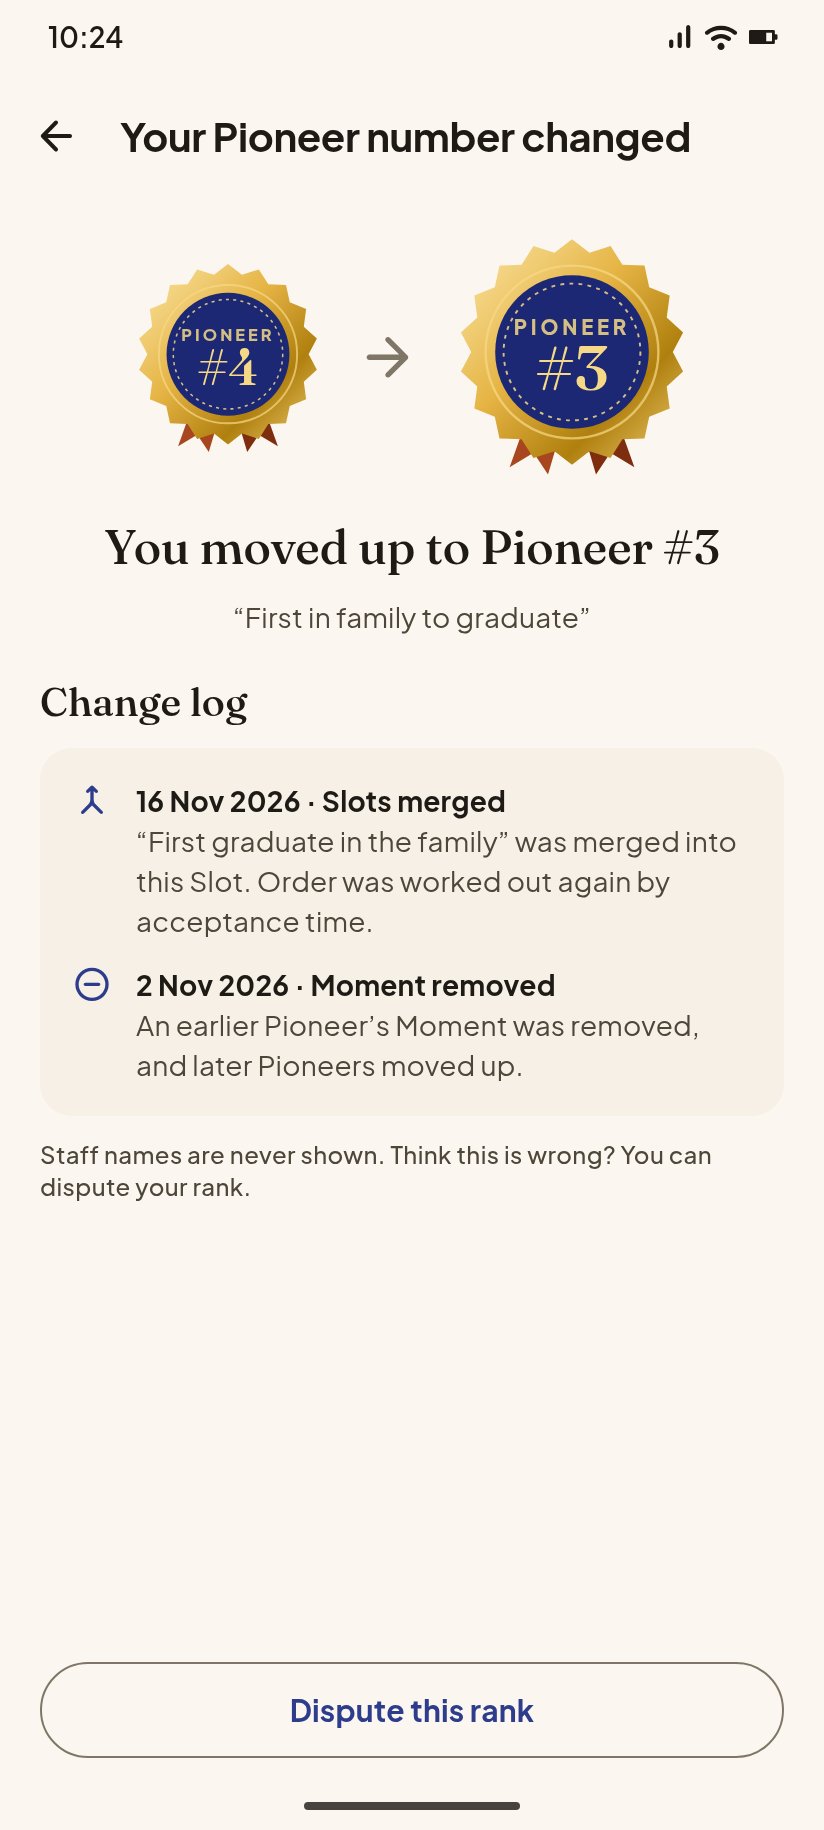 10:24
Your Pioneer number changed
PIONEER
#4
PIONEER
#3
You moved up to Pioneer #3
“First in family to graduate”
Change log
16 Nov 2026 · Slots merged
“First graduate in the family” was merged into
this Slot. Order was worked out again by
acceptance time.
2 Nov 2026 · Moment removed
An earlier Pioneer’s Moment was removed,
and later Pioneers moved up.
Staff names are never shown. Think this is wrong? You can
dispute your rank.
Dispute this rank